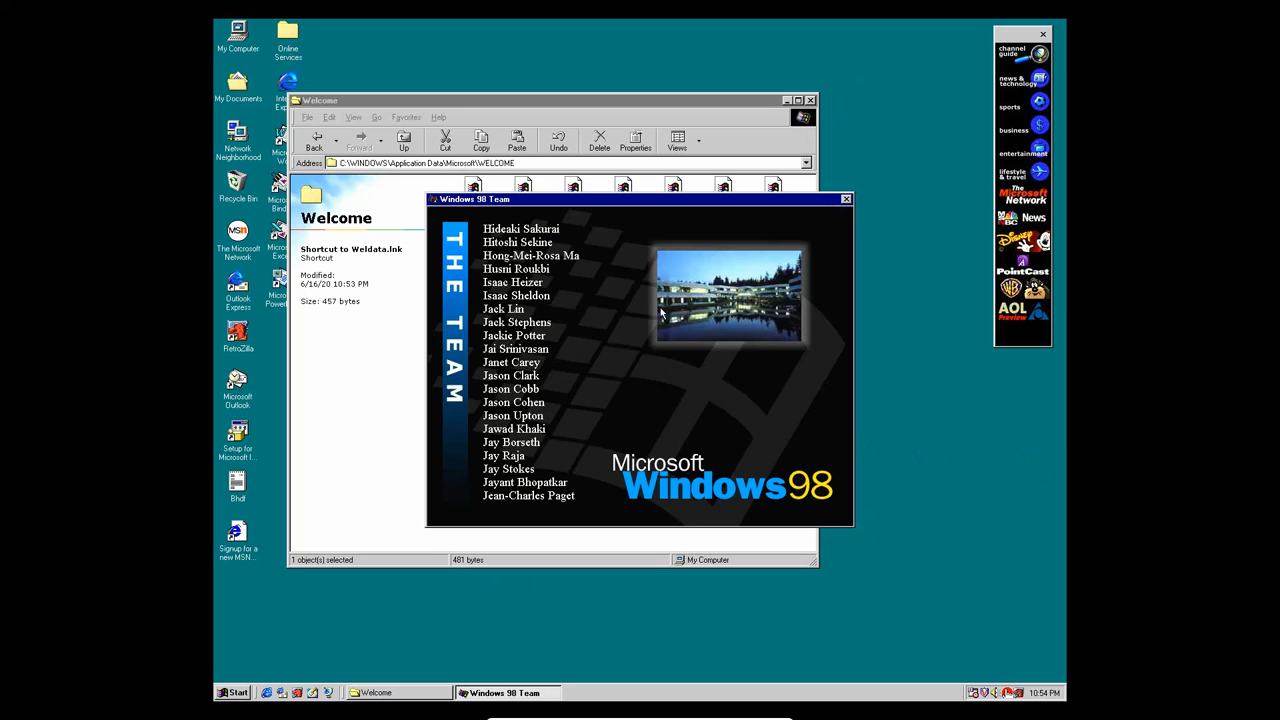 My Computer
Online
Services
My Documents
Network
Neighborhood
Recycle Bin
The Microsoft
Network
Outlook
Express
RetroZilla
Microsoft
Outlook
Setup for
Microsoft I...
Bhdf
Signup for a
new MSN...
Welcome
File Edit View Go Favorites Help
Back Forward Up Cut Copy Paste Undo Delete Properties Views
Address C:\WINDOWS\Application Data\Microsoft\WELCOME
Welcome
Shortcut to Weldata.lnk
Shortcut
Modified:
6/16/20 10:53 PM
Size: 457 bytes
1 object(s) selected 481 bytes My Computer
Windows 98 Team
THE TEAM
Hideaki Sakurai
Hitoshi Sekine
Hong-Mei-Rosa Ma
Husni Roukbi
Isaac Heizer
Isaac Sheldon
Jack Lin
Jack Stephens
Jackie Potter
Jai Srinivasan
Janet Carey
Jason Clark
Jason Cobb
Jason Cohen
Jason Upton
Jawad Khaki
Jay Borseth
Jay Raja
Jay Stokes
Jayant Bhopatkar
Jean-Charles Paget
Microsoft
Windows98
channel
guide
news &
technology
sports
business
entertainment
lifestyle
& travel
The
Microsoft
Network
NBC News
Disney
PointCast
WB
AOL
Preview
Start Welcome Windows 98 Team 10:54 PM